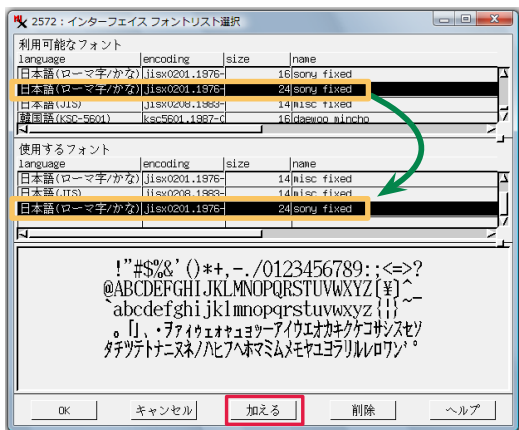 2572：インターフェイス フォントリスト選択
利用可能なフォント
language encoding size name
日本語(ローマ字/かな) jisx0201.1976- 16 sony fixed
日本語(ローマ字/かな) jisx0201.1976- 24 sony fixed
日本語(JIS) jisx0208.1983- 14 misc fixed
韓国語(KSC-5601) ksc5601.1987-0 16 daewoo mincho
使用するフォント
language encoding size name
日本語(ローマ字/かな) jisx0201.1976- 14 misc fixed
日本語(JIS) jisx0208.1983- 14 misc fixed
日本語(ローマ字/かな) jisx0201.1976- 24 sony fixed
!"#$%&'()*+,-./0123456789:;<=>?
@ABCDEFGHIJKLMNOPQRSTUVWXYZ[¥]^_
`abcdefghijklmnopqrstuvwxyz{|}‾
。「」、・ヲァィゥェォャュョッーアイウエオカキクケコサシスセソ
タチツテトナニヌネノハヒフヘホマミムメモヤユヨラリルレロワン゛゜
OK キャンセル 加える 削除 ヘルプ